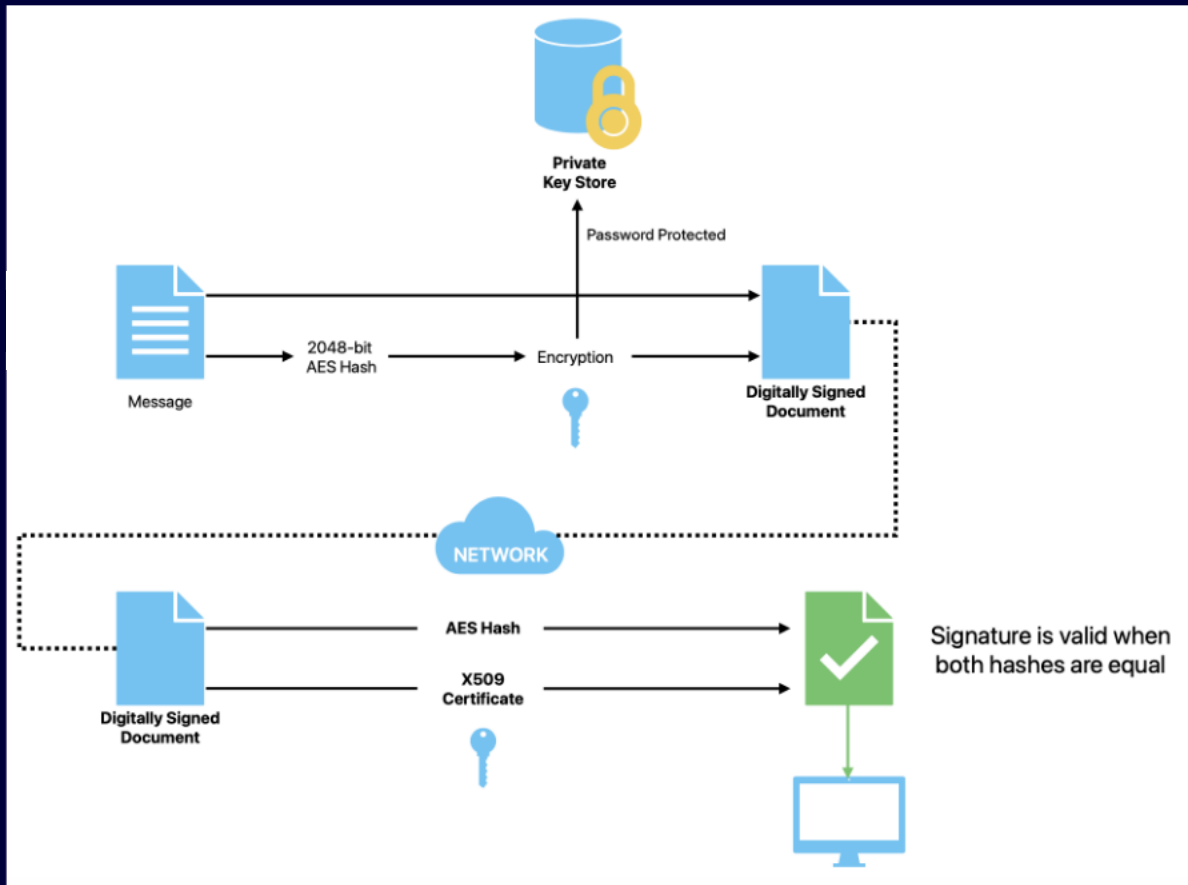 Private
Key Store
Password Protected
2048-bit
AES Hash
Encryption
Message
Digitally Signed
Document
NETWORK
AES Hash
X509
Certificate
Signature is valid when
both hashes are equal
Digitally Signed
Document